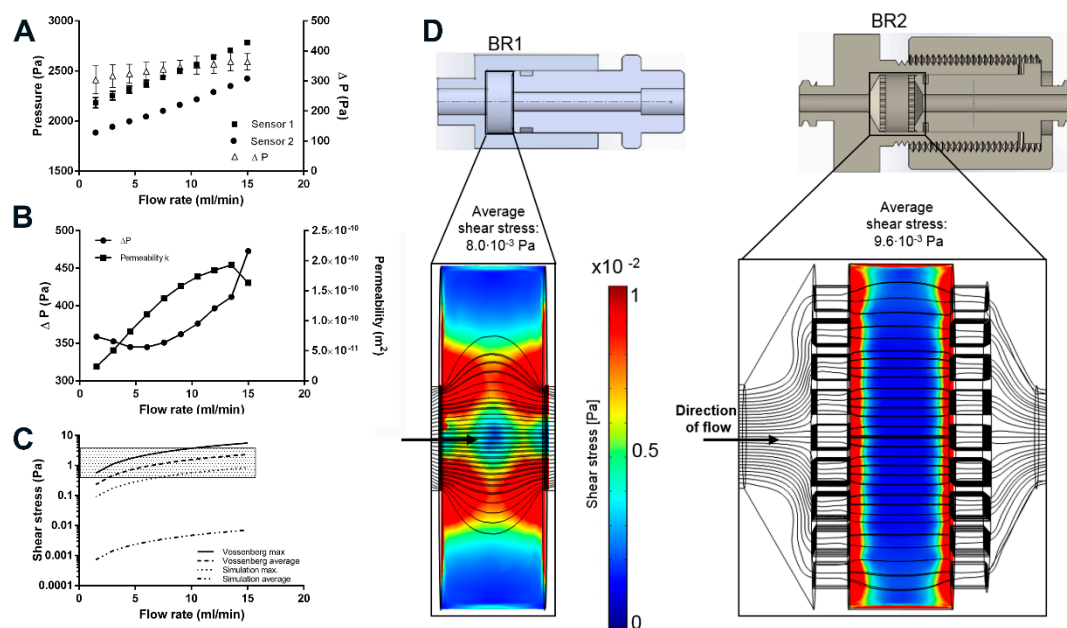 A
Pressure (Pa)
3000
2500
2000
1500
500
400
300
200
100
0
Δ P (Pa)
Sensor 1
Sensor 2
Δ P
0
5
10
15
20
Flow rate (ml/min)
B
Δ P (Pa)
500
450
400
350
300
ΔP
Permeability k
2.5×10-10
2.0×10-10
1.5×10-10
1.0×10-10
5.0×10-11
0
Permeability (m2)
0
5
10
15
20
Flow rate (ml/min)
C
Shear stress (Pa)
10
1
0.1
0.01
0.001
0.0001
Vossenberg max
Vossenberg average
Simulation max.
Simulation average
0
5
10
15
20
Flow rate (ml/min)
D
BR1
BR2
Average
shear stress:
8.0·10-3 Pa
Average
shear stress:
9.6·10-3 Pa
x10 -2
1
0.5
0
Shear stress [Pa]
Direction
of flow